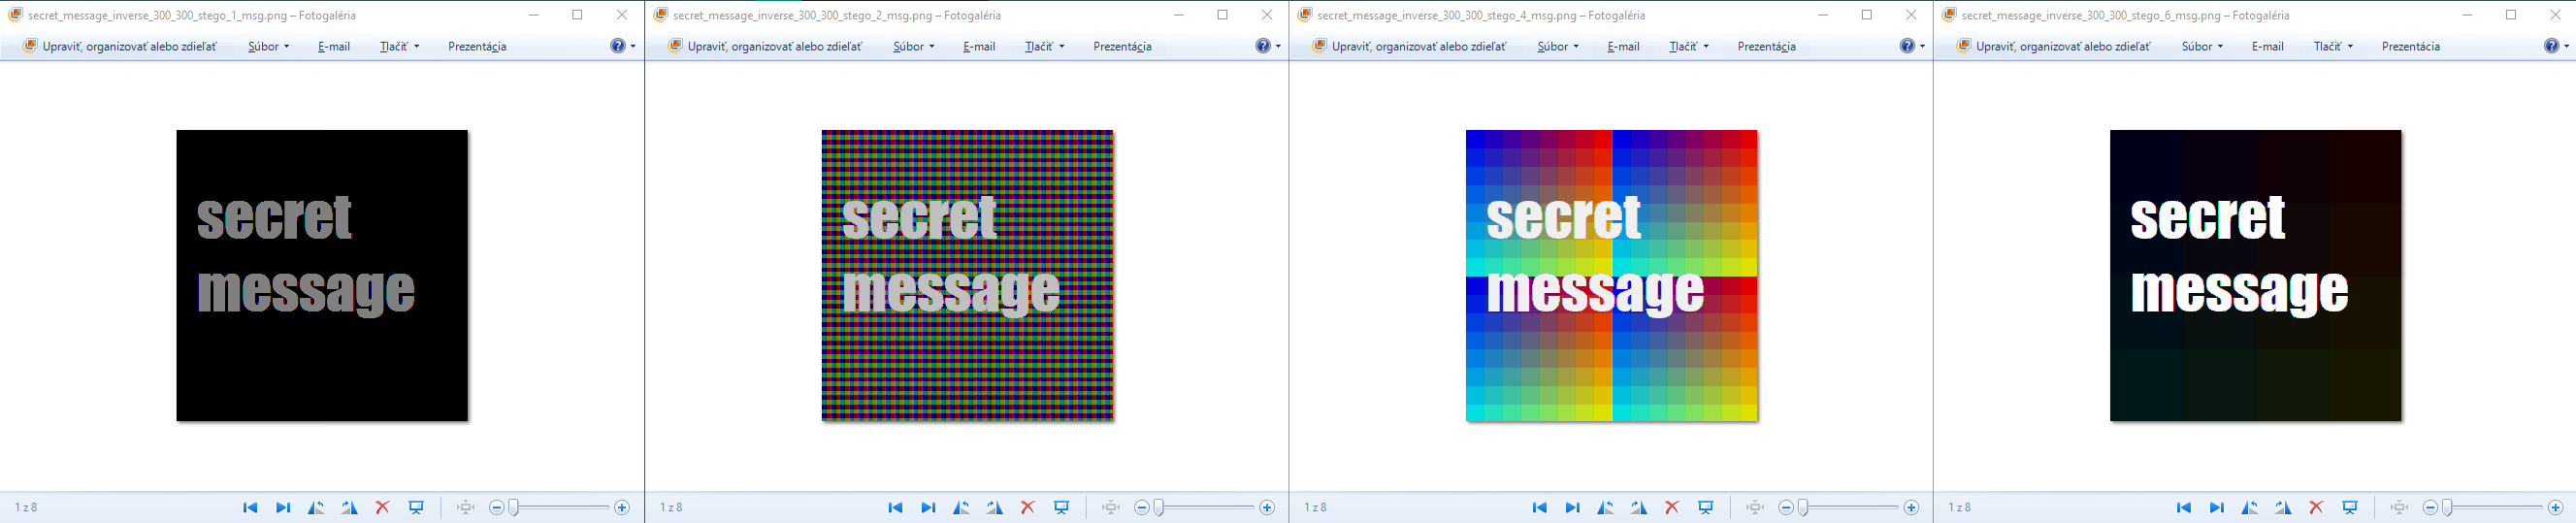 secret_message_inverse_300_300_stego_1_msg.png – Fotogaléria
Upraviť, organizovať alebo zdieľať Súbor E-mail Tlačiť Prezentácia
secret
message
1 z 8
secret_message_inverse_300_300_stego_2_msg.png – Fotogaléria
Upraviť, organizovať alebo zdieľať Súbor E-mail Tlačiť Prezentácia
secret
message
1 z 8
secret_message_inverse_300_300_stego_4_msg.png – Fotogaléria
Upraviť, organizovať alebo zdieľať Súbor E-mail Tlačiť Prezentácia
secret
message
1 z 8
secret_message_inverse_300_300_stego_6_msg.png – Fotogaléria
Upraviť, organizovať alebo zdieľať Súbor E-mail Tlačiť Prezentácia
secret
message
1 z 8